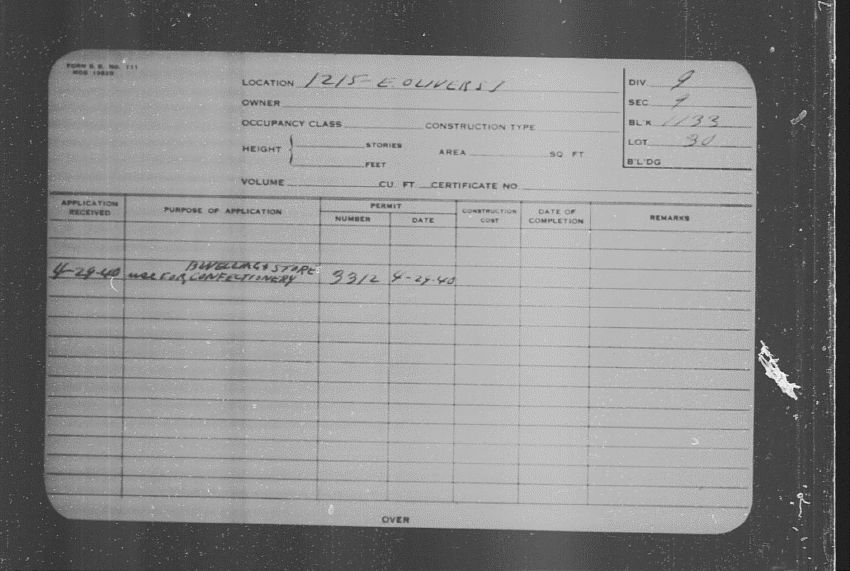 FORM B. B. NO. 111
LOCATION 1215 E. OLIVER ST DIV 9
OWNER SEC 9
OCCUPANCY CLASS CONSTRUCTION TYPE BL'K 1133
HEIGHT STORIES AREA SQ. FT. LOT 30
FEET B'L'DG
VOLUME CU. FT. CERTIFICATE NO.
APPLICATION RECEIVED PURPOSE OF APPLICATION PERMIT NUMBER DATE CONSTRUCTION COST DATE OF COMPLETION REMARKS
DWELLING & STORE
4-29-40 use FOR CONFECTIONERY 3312 4-29-40
OVER